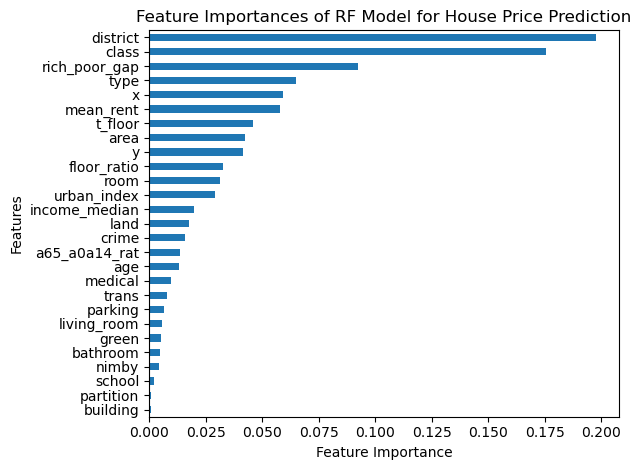 Feature Importances of RF Model for House Price Prediction
district
class
rich_poor_gap
type
x
mean_rent
t_floor
area
y
floor_ratio
room
urban_index
income_median
land
crime
a65_a0a14_rat
age
medical
trans
parking
living_room
green
bathroom
nimby
school
partition
building
Features
0.000 0.025 0.050 0.075 0.100 0.125 0.150 0.175 0.200
Feature Importance